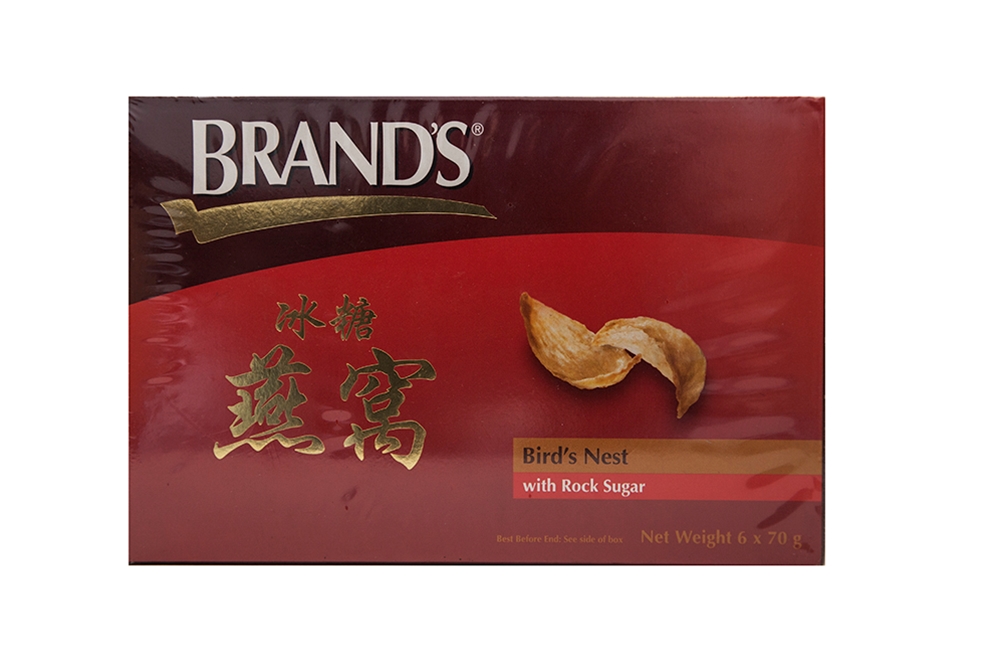 BRAND'S®
冰糖
燕窩
Bird's Nest
with Rock Sugar
Best Before End: See side of box
Net Weight 6 x 70 g